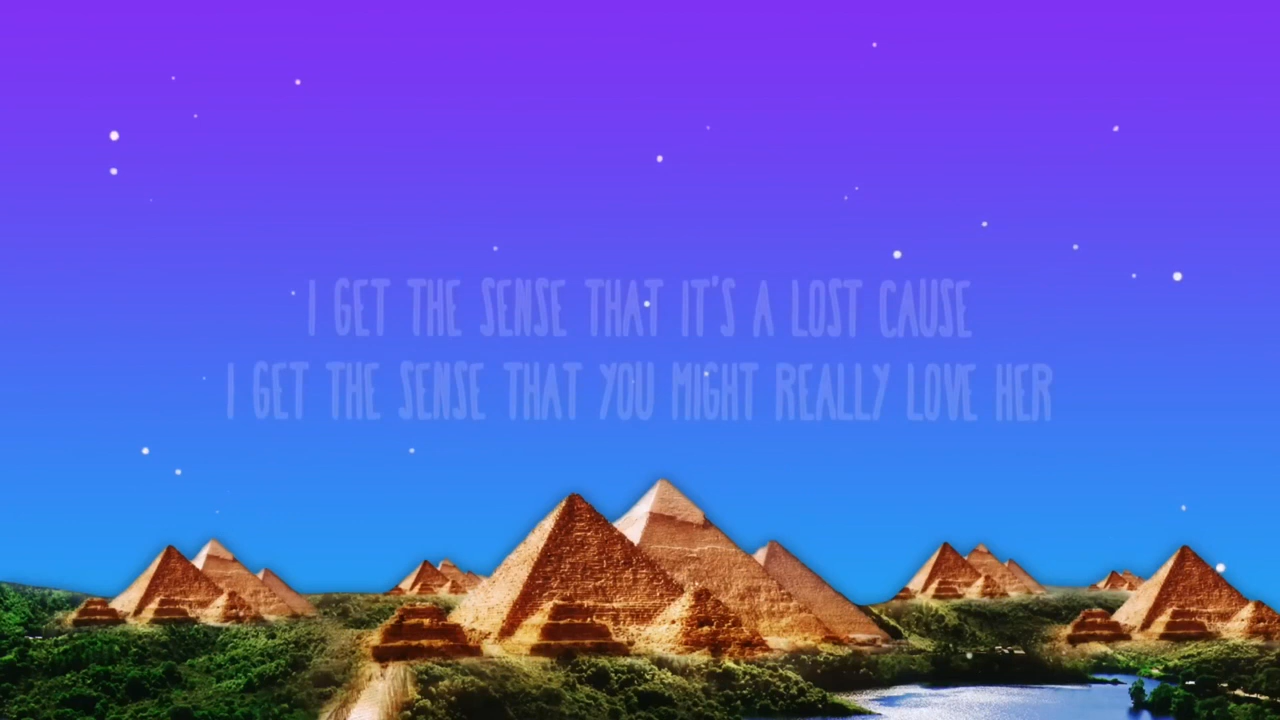 I GET THE SENSE THAT IT'S A LOST CAUSE
I GET THE SENSE THAT YOU MIGHT REALLY LOVE HER